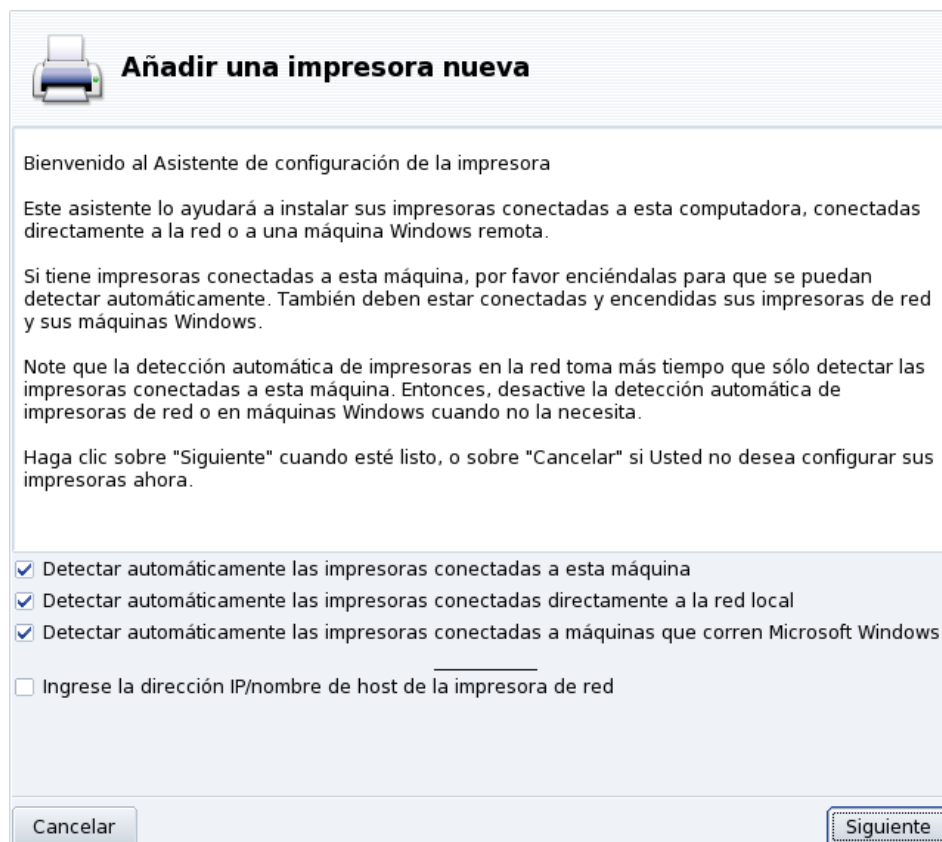 Añadir una impresora nueva
Bienvenido al Asistente de configuración de la impresora
Este asistente lo ayudará a instalar sus impresoras conectadas a esta computadora, conectadas
directamente a la red o a una máquina Windows remota.
Si tiene impresoras conectadas a esta máquina, por favor enciéndalas para que se puedan
detectar automáticamente. También deben estar conectadas y encendidas sus impresoras de red
y sus máquinas Windows.
Note que la detección automática de impresoras en la red toma más tiempo que sólo detectar las
impresoras conectadas a esta máquina. Entonces, desactive la detección automática de
impresoras de red o en máquinas Windows cuando no la necesita.
Haga clic sobre "Siguiente" cuando esté listo, o sobre "Cancelar" si Usted no desea configurar sus
impresoras ahora.
Detectar automáticamente las impresoras conectadas a esta máquina
Detectar automáticamente las impresoras conectadas directamente a la red local
Detectar automáticamente las impresoras conectadas a máquinas que corren Microsoft Windows
Ingrese la dirección IP/nombre de host de la impresora de red
Cancelar
Siguiente